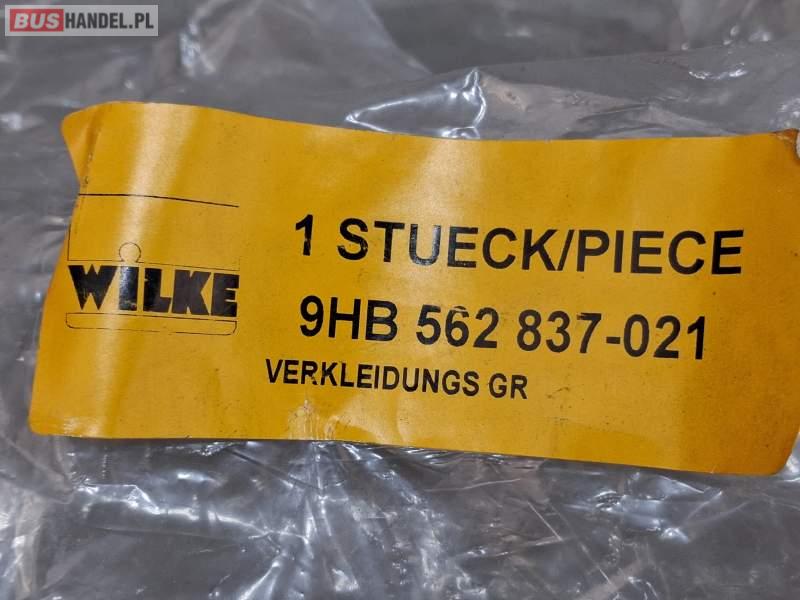 BUSHANDEL.PL
WILKE
1 STUECK/PIECE
9HB 562 837-021
VERKLEIDUNGS GR